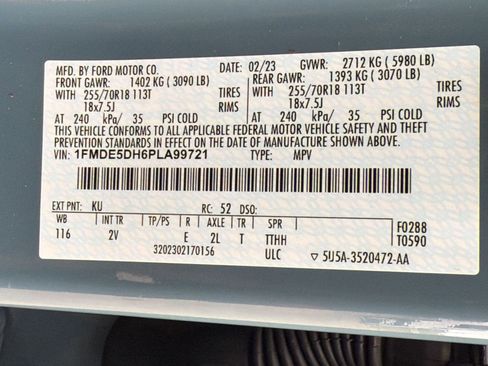 MFD. BY FORD MOTOR CO. DATE: 02/23 GVWR: 2712 KG (5980 LB)
FRONT GAWR: 1402 KG (3090 LB) REAR GAWR: 1393 KG (3070 LB)
WITH 255/70R18 113T TIRES WITH 255/70R18 113T TIRES
18x7.5J RIMS 18x7.5J RIMS
AT 240 kPa/ 35 PSI COLD AT 240 kPa/ 35 PSI COLD
THIS VEHICLE CONFORMS TO ALL APPLICABLE FEDERAL MOTOR VEHICLE SAFETY AND THEFT
PREVENTION STANDARDS IN EFFECT ON THE DATE OF MANUFACTURE SHOWN ABOVE.
VIN: 1FMDE5DH6PLA99721 TYPE: MPV
EXT PNT: KU RC: 52 DSO:
WB INT TR TP/PS R AXLE TR SPR F0288
116 2V E 2L T TTHH T0590
3202302170156 ULC ▽ 5U5A-3520472-AA